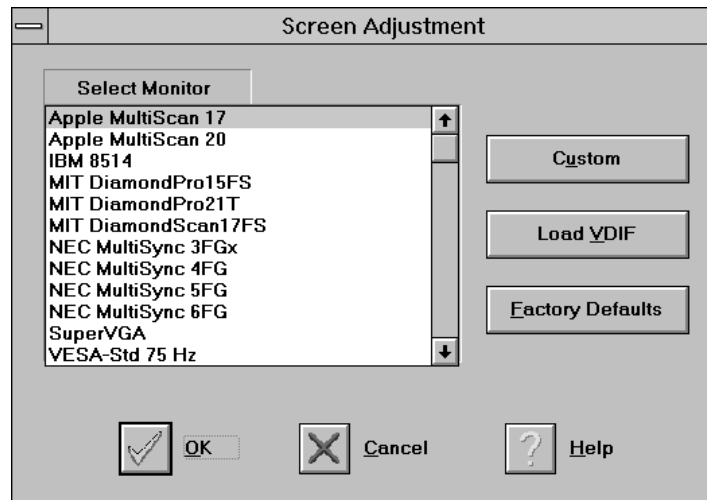 Screen Adjustment
Select Monitor
Apple MultiScan 17
Apple MultiScan 20
IBM 8514
MIT DiamondPro15FS
MIT DiamondPro21T
MIT DiamondScan17FS
NEC MultiSync 3FGx
NEC MultiSync 4FG
NEC MultiSync 5FG
NEC MultiSync 6FG
SuperVGA
VESA-Std 75 Hz
Custom
Load VDIF
Factory Defaults
OK
Cancel
? Help